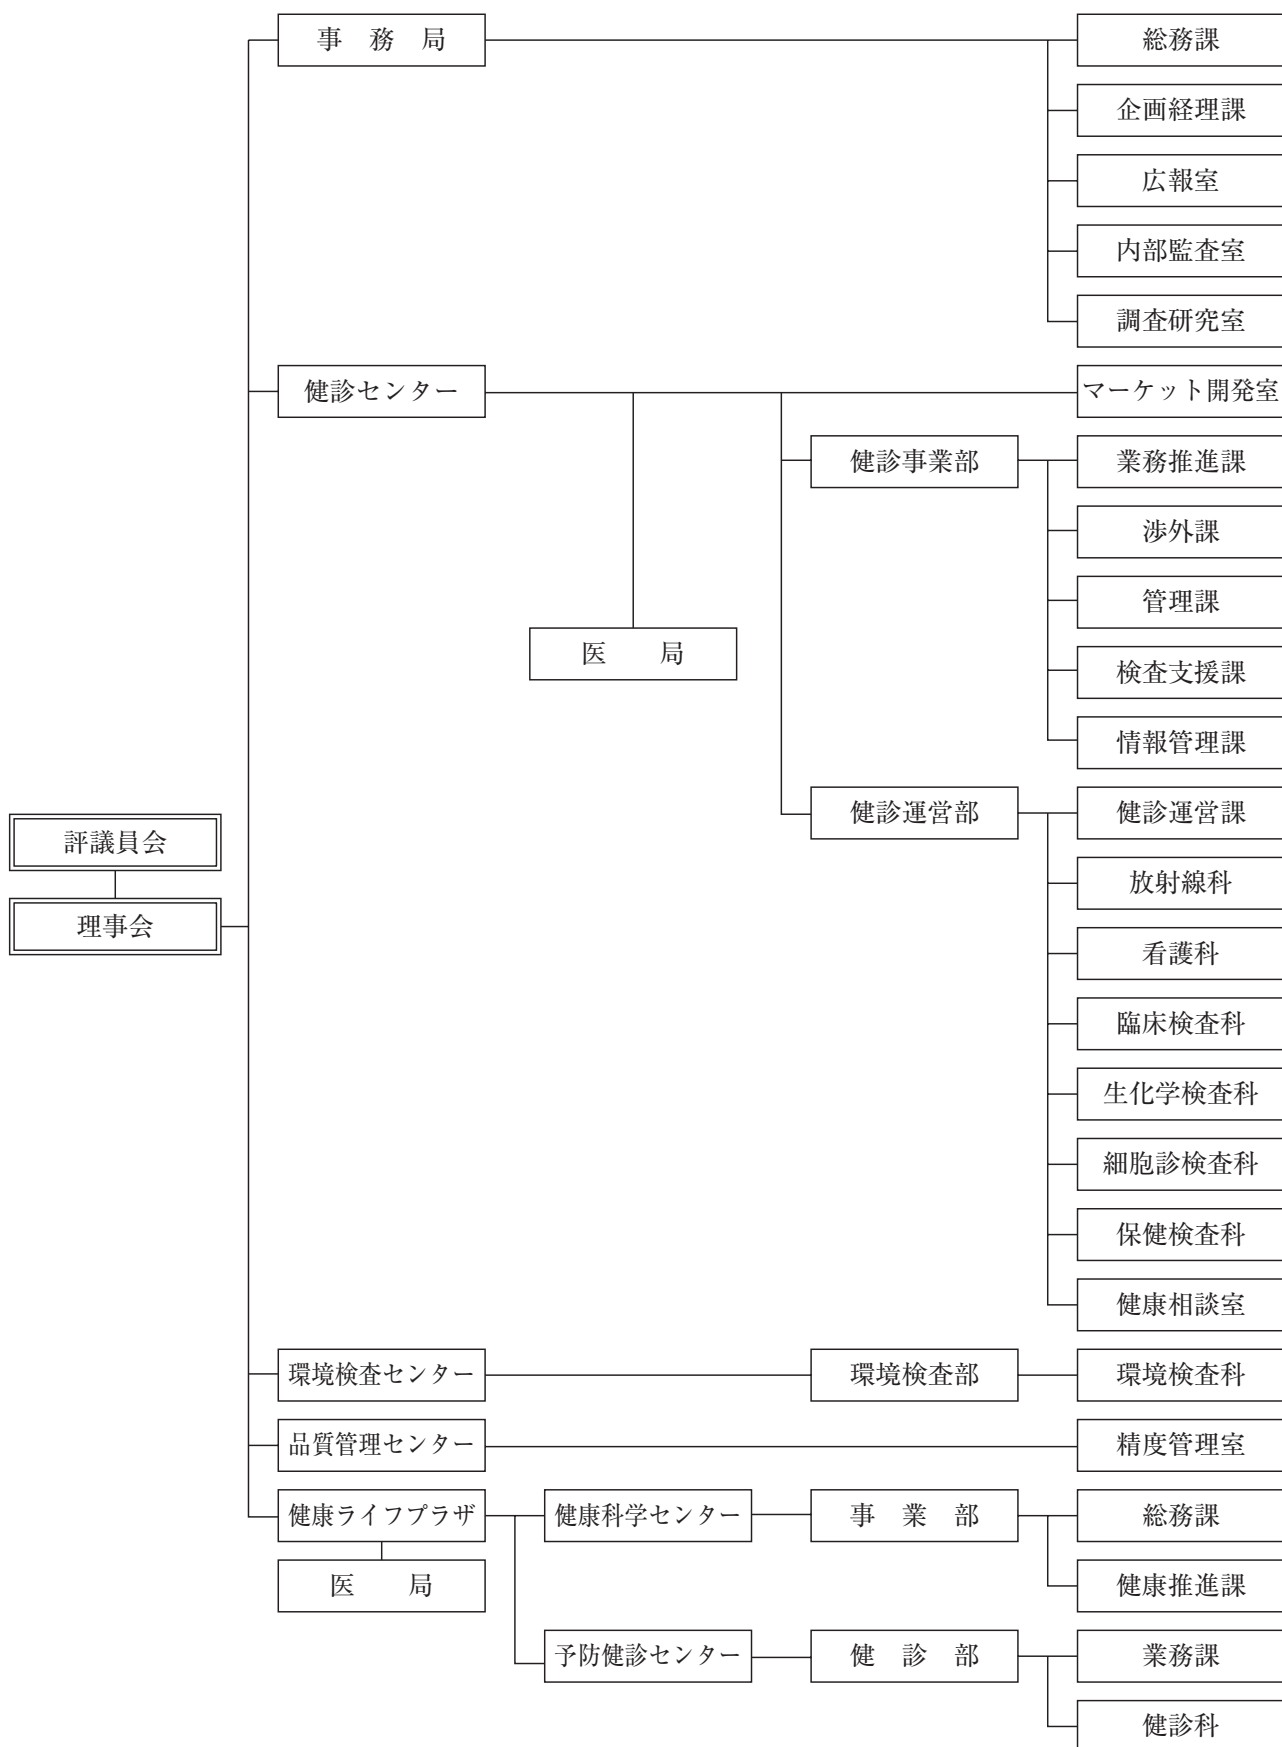 事　務　局
総務課
企画経理課
広報室
内部監査室
調査研究室
健診センター
マーケット開発室
健診事業部
業務推進課
渉外課
管理課
医　　局
検査支援課
情報管理課
評議員会
理事会
健診運営部
健診運営課
放射線科
看護科
臨床検査科
生化学検査科
細胞診検査科
保健検査科
健康相談室
環境検査センター
環境検査部
環境検査科
品質管理センター
精度管理室
健康ライフプラザ
医　　局
健康科学センター
事　業　部
総務課
健康推進課
予防健診センター
健　診　部
業務課
健診科